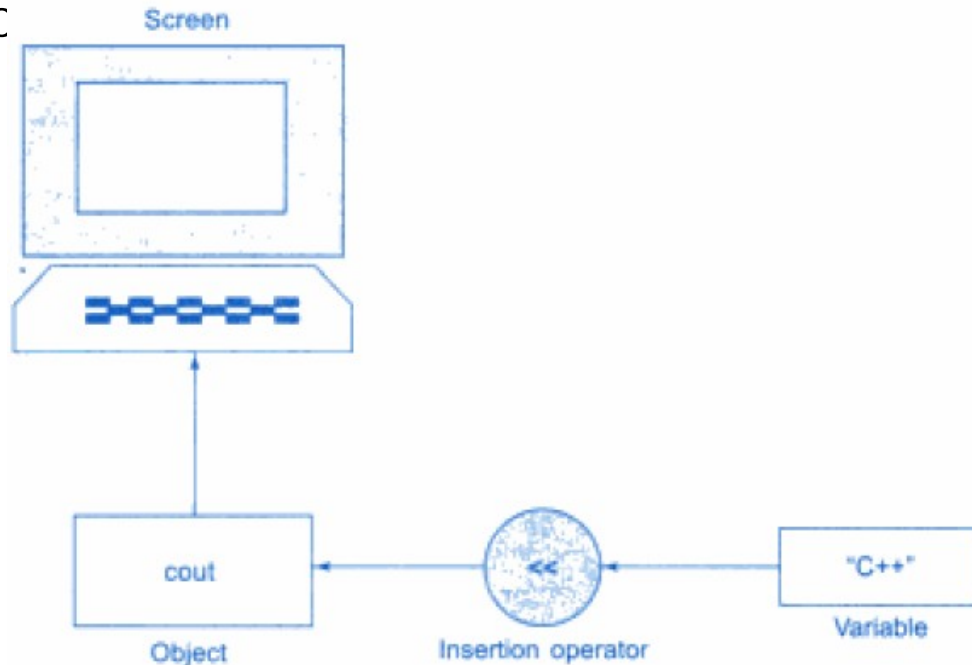 Screen
cout
Object
<<
Insertion operator
"C++"
Variable